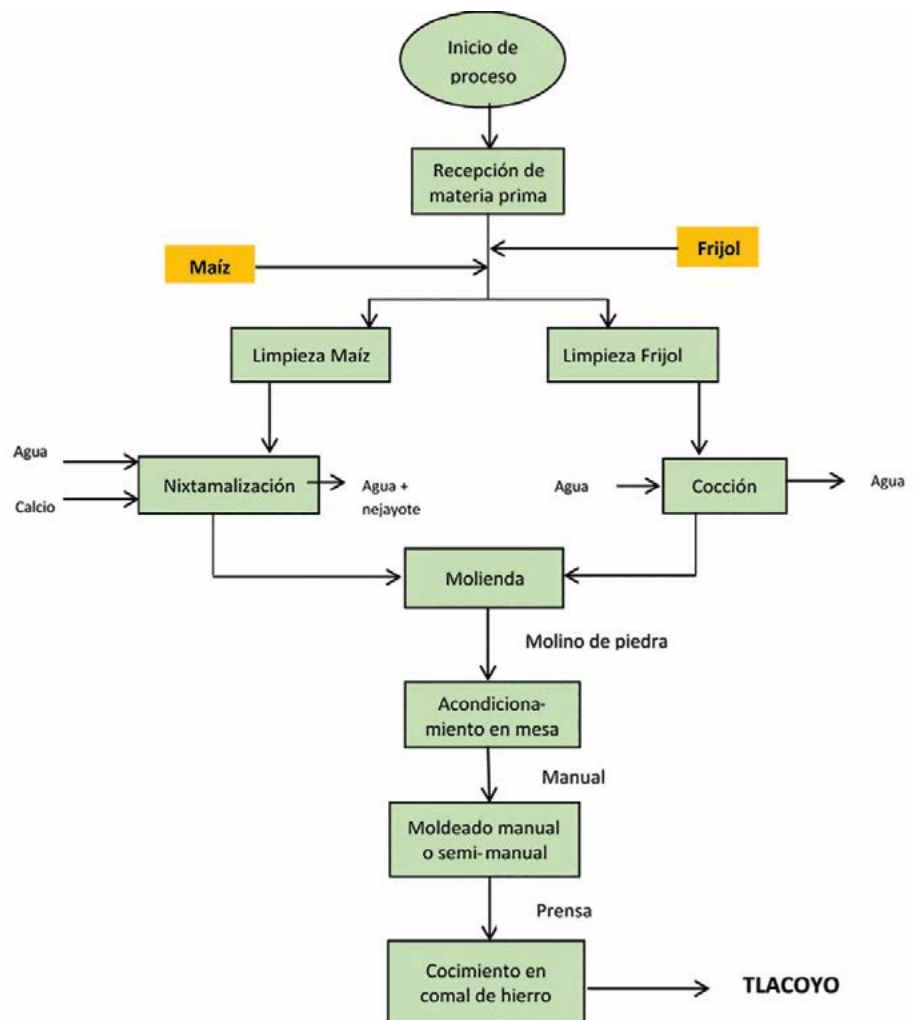 Inicio de
proceso
Recepción de
materia prima
Frijol
Maíz
Limpieza Maíz
Limpieza Frijol
Agua
Calcio
Nixtamalización
Agua +
nejayote
Agua
Cocción
Agua
Molienda
Molino de piedra
Acondiciona-
miento en mesa
Manual
Moldeado manual
o semi-manual
Prensa
Cocimiento en
comal de hierro
TLACOYO